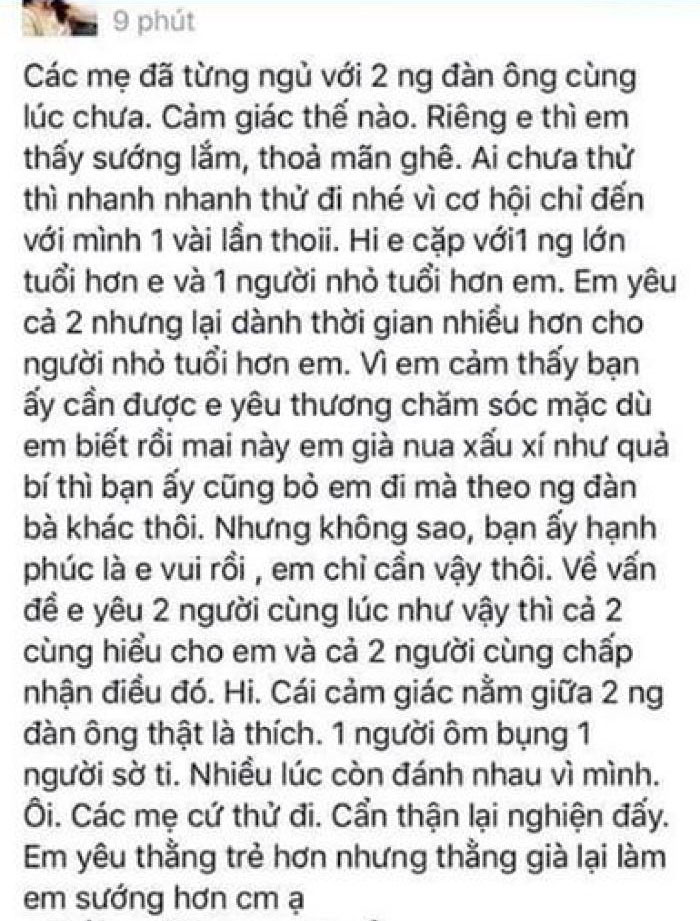 9 phút
Các mẹ đã từng ngủ với 2 ng đàn ông cùng
lúc chưa. Cảm giác thế nào. Riêng e thì em
thấy sướng lắm, thoả mãn ghê. Ai chưa thử
thì nhanh nhanh thử đi nhé vì cơ hội chỉ đến
với mình 1 vài lần thoii. Hi e cặp với1 ng lớn
tuổi hơn e và 1 người nhỏ tuổi hơn em. Em yêu
cả 2 nhưng lại dành thời gian nhiều hơn cho
người nhỏ tuổi hơn em. Vì em cảm thấy bạn
ấy cần được e yêu thương chăm sóc mặc dù
em biết rồi mai này em già nua xấu xí như quả
bí thì bạn ấy cũng bỏ em đi mà theo ng đàn
bà khác thôi. Nhưng không sao, bạn ấy hạnh
phúc là e vui rồi , em chỉ cần vậy thôi. Về vấn
đề e yêu 2 người cùng lúc như vậy thì cả 2
cùng hiểu cho em và cả 2 người cùng chấp
nhận điều đó. Hi. Cái cảm giác nằm giữa 2 ng
đàn ông thật là thích. 1 người ôm bụng 1
người sờ ti. Nhiều lúc còn đánh nhau vì mình.
Ôi. Các mẹ cứ thử đi. Cẩn thận lại nghiện đấy.
Em yêu thằng trẻ hơn nhưng thằng già lại làm
em sướng hơn cm ạ